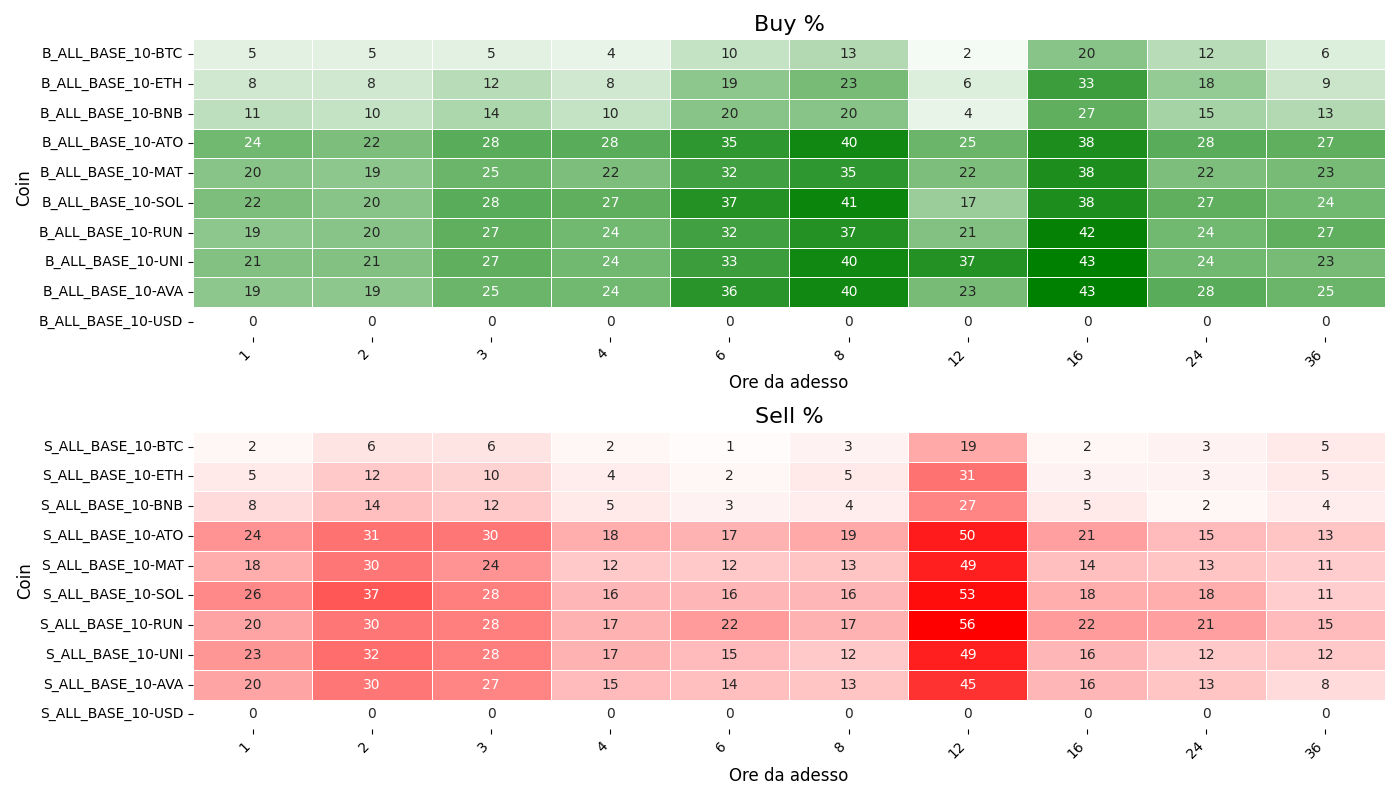 Buy %
Coin
B_ALL_BASE_10-BTC 5 5 5 4 10 13 2 20 12 6
B_ALL_BASE_10-ETH 8 8 12 8 19 23 6 33 18 9
B_ALL_BASE_10-BNB 11 10 14 10 20 20 4 27 15 13
B_ALL_BASE_10-ATO 24 22 28 28 35 40 25 38 28 27
B_ALL_BASE_10-MAT 20 19 25 22 32 35 22 38 22 23
B_ALL_BASE_10-SOL 22 20 28 27 37 41 17 38 27 24
B_ALL_BASE_10-RUN 19 20 27 24 32 37 21 42 24 27
B_ALL_BASE_10-UNI 21 21 27 24 33 40 37 43 24 23
B_ALL_BASE_10-AVA 19 19 25 24 36 40 23 43 28 25
B_ALL_BASE_10-USD 0 0 0 0 0 0 0 0 0 0
1 2 3 4 6 8 12 16 24 36
Ore da adesso
Sell %
Coin
S_ALL_BASE_10-BTC 2 6 6 2 1 3 19 2 3 5
S_ALL_BASE_10-ETH 5 12 10 4 2 5 31 3 3 5
S_ALL_BASE_10-BNB 8 14 12 5 3 4 27 5 2 4
S_ALL_BASE_10-ATO 24 31 30 18 17 19 50 21 15 13
S_ALL_BASE_10-MAT 18 30 24 12 12 13 49 14 13 11
S_ALL_BASE_10-SOL 26 37 28 16 16 16 53 18 18 11
S_ALL_BASE_10-RUN 20 30 28 17 22 17 56 22 21 15
S_ALL_BASE_10-UNI 23 32 28 17 15 12 49 16 12 12
S_ALL_BASE_10-AVA 20 30 27 15 14 13 45 16 13 8
S_ALL_BASE_10-USD 0 0 0 0 0 0 0 0 0 0
1 2 3 4 6 8 12 16 24 36
Ore da adesso